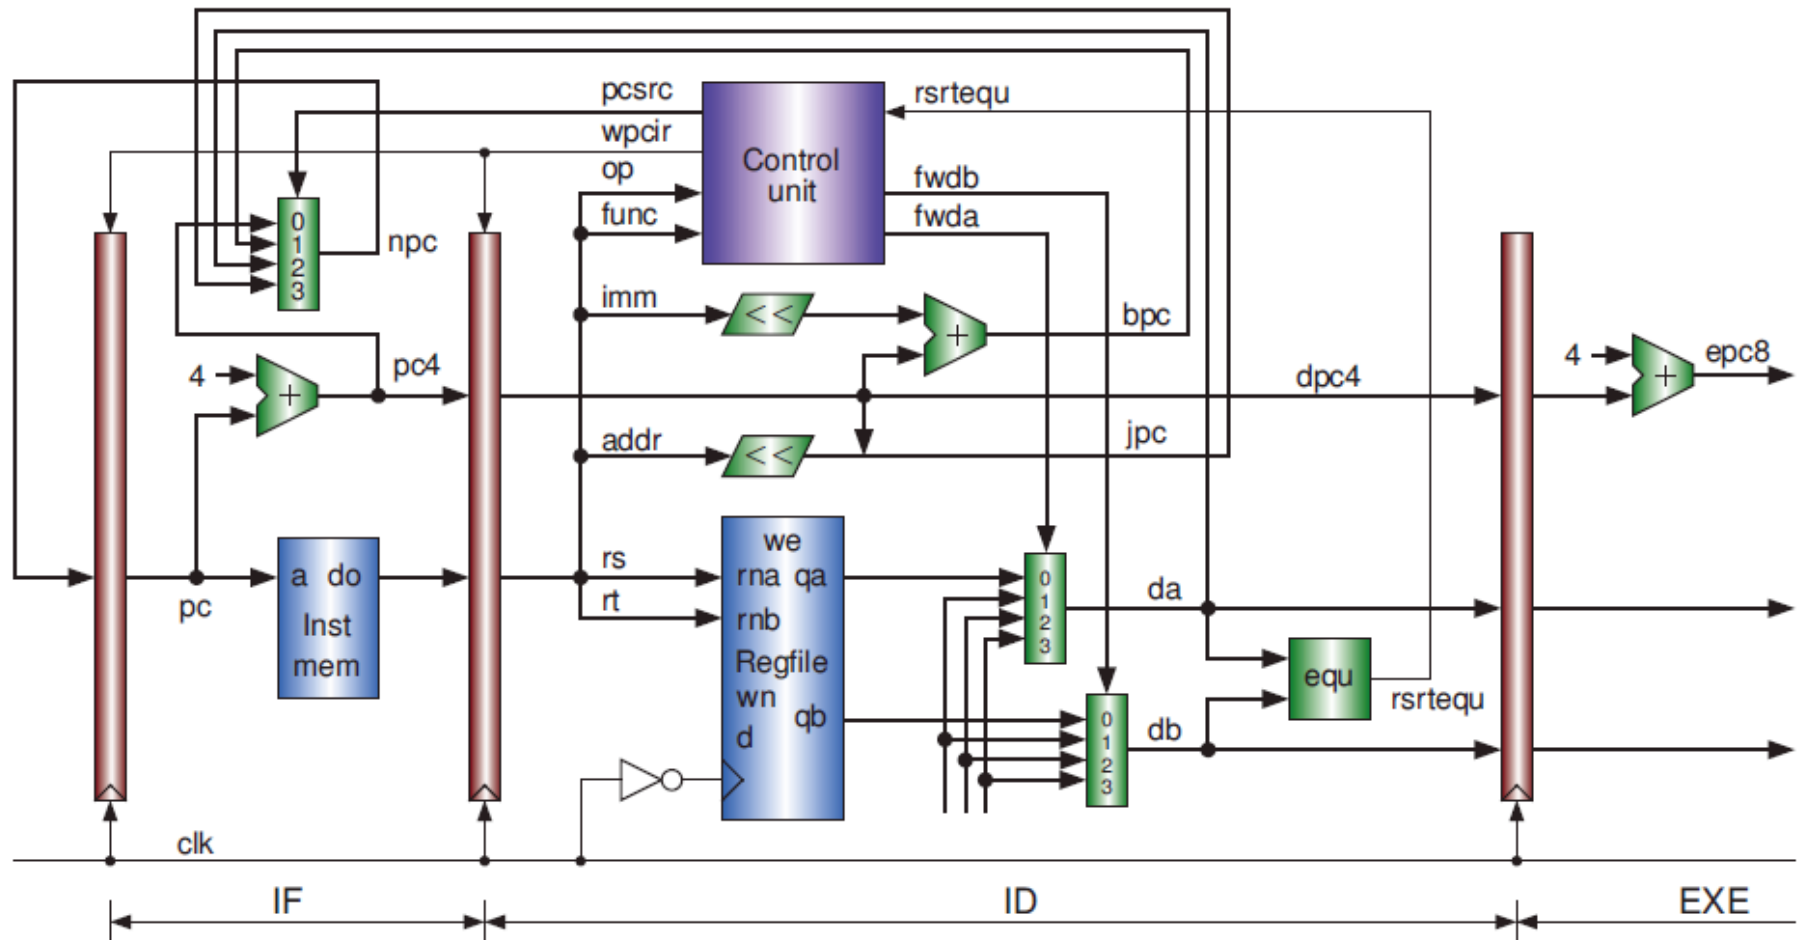 pcsrc
rsrtequ
wpcir
op
Control
unit
fwdb
func
fwda
0
1
2
3
npc
imm
<<
+
bpc
4
+
pc4
dpc4
4
+
epc8
addr
<<
jpc
pc
a do
Inst
mem
rs
rt
we
rna qa
rnb
Regfile
wn
qb
d
0
1
2
3
da
equ
rsrtequ
0
1
2
3
db
clk
IF
ID
EXE